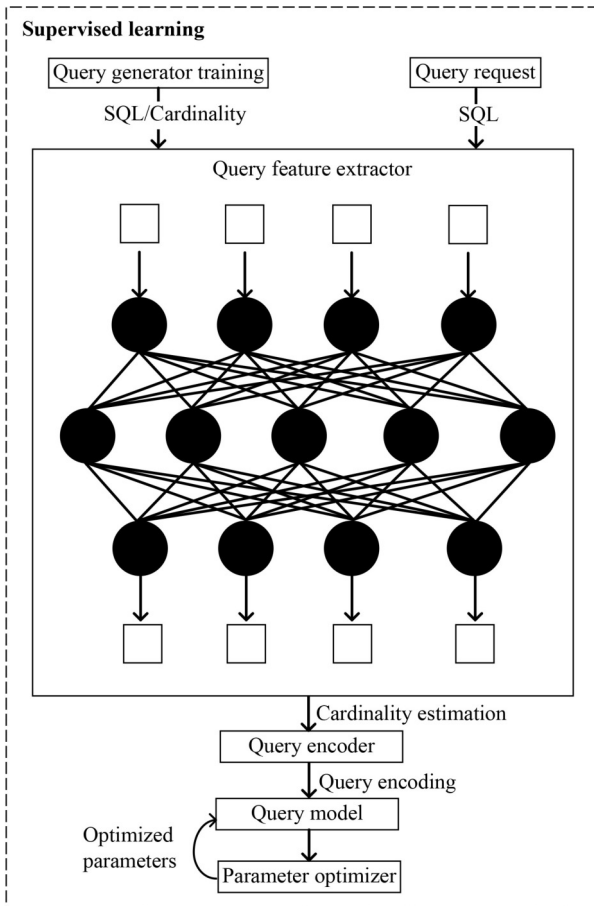 Supervised learning
Query generator training
Query request
SQL/Cardinality
SQL
Query feature extractor
Cardinality estimation
Query encoder
Query encoding
Query model
Optimized
parameters
Parameter optimizer